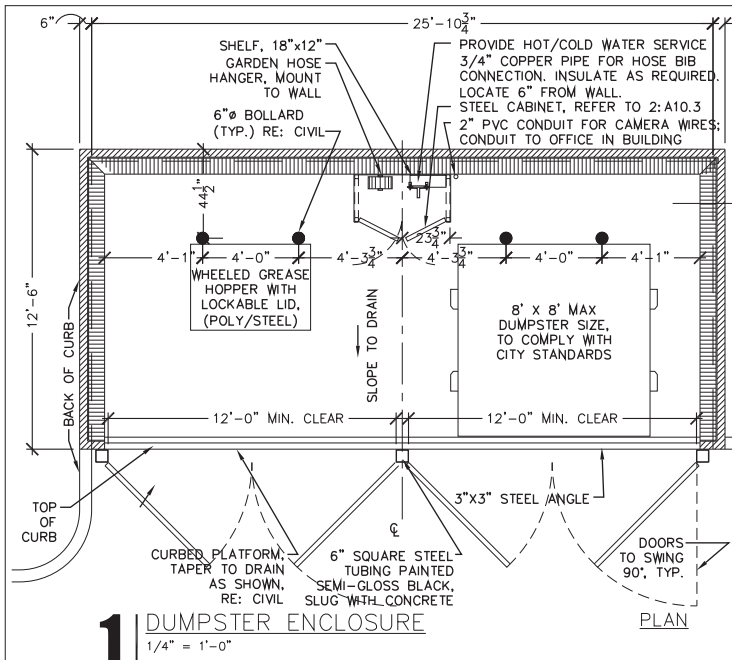 6"
25'-10 3/4"
SHELF, 18"x12"
GARDEN HOSE
HANGER, MOUNT
TO WALL
6"ø BOLLARD
(TYP.) RE: CIVIL
PROVIDE HOT/COLD WATER SERVICE
3/4" COPPER PIPE FOR HOSE BIB
CONNECTION. INSULATE AS REQUIRED.
LOCATE 6" FROM WALL.
STEEL CABINET, REFER TO 2:A10.3
2" PVC CONDUIT FOR CAMERA WIRES;
CONDUIT TO OFFICE IN BUILDING
44 1/2"
23 3/4"
4'-1"
4'-0"
4'-3 3/4"
4'-3 3/4"
4'-0"
4'-1"
WHEELED GREASE
HOPPER WITH
LOCKABLE LID,
(POLY/STEEL)
8' X 8' MAX
DUMPSTER SIZE,
TO COMPLY WITH
CITY STANDARDS
12'-6"
BACK OF CURB
SLOPE TO DRAIN
12'-0" MIN. CLEAR
12'-0" MIN. CLEAR
TOP
OF
CURB
3"X3" STEEL ANGLE
CL
CURBED PLATFORM,
TAPER TO DRAIN
AS SHOWN,
RE: CIVIL
6" SQUARE STEEL
TUBING PAINTED
SEMI-GLOSS BLACK,
SLUG WITH CONCRETE
DOORS
TO SWING
90°, TYP.
1
DUMPSTER ENCLOSURE
1/4" = 1'-0"
PLAN